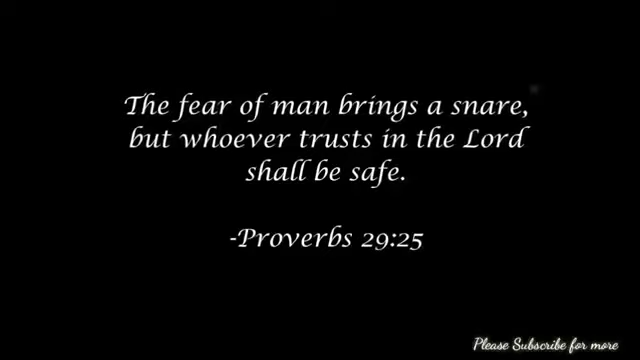 The fear of man brings a snare,
but whoever trusts in the Lord
shall be safe.
-Proverbs 29:25
Please Subscribe for more